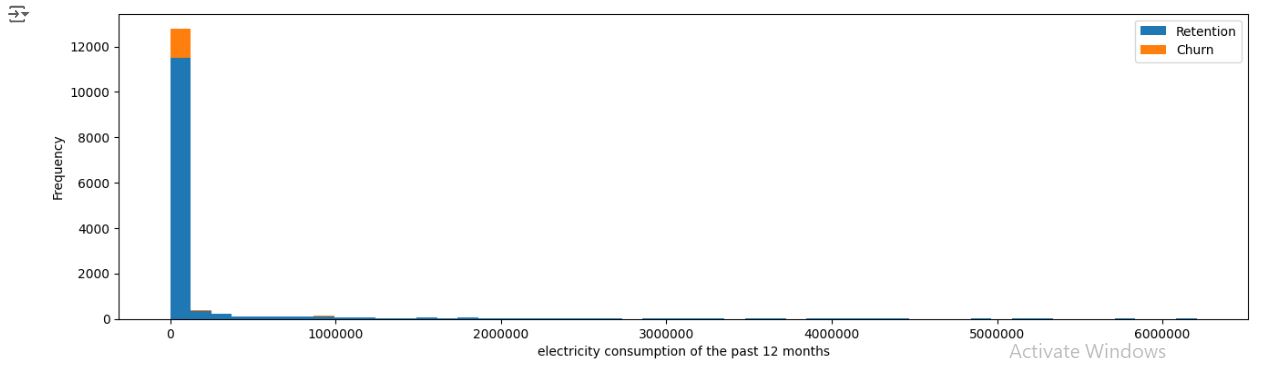 Retention
Churn
12000
10000
8000
6000
4000
2000
0
Frequency
0 1000000 2000000 3000000 4000000 5000000 6000000
electricity consumption of the past 12 months
Activate Windows